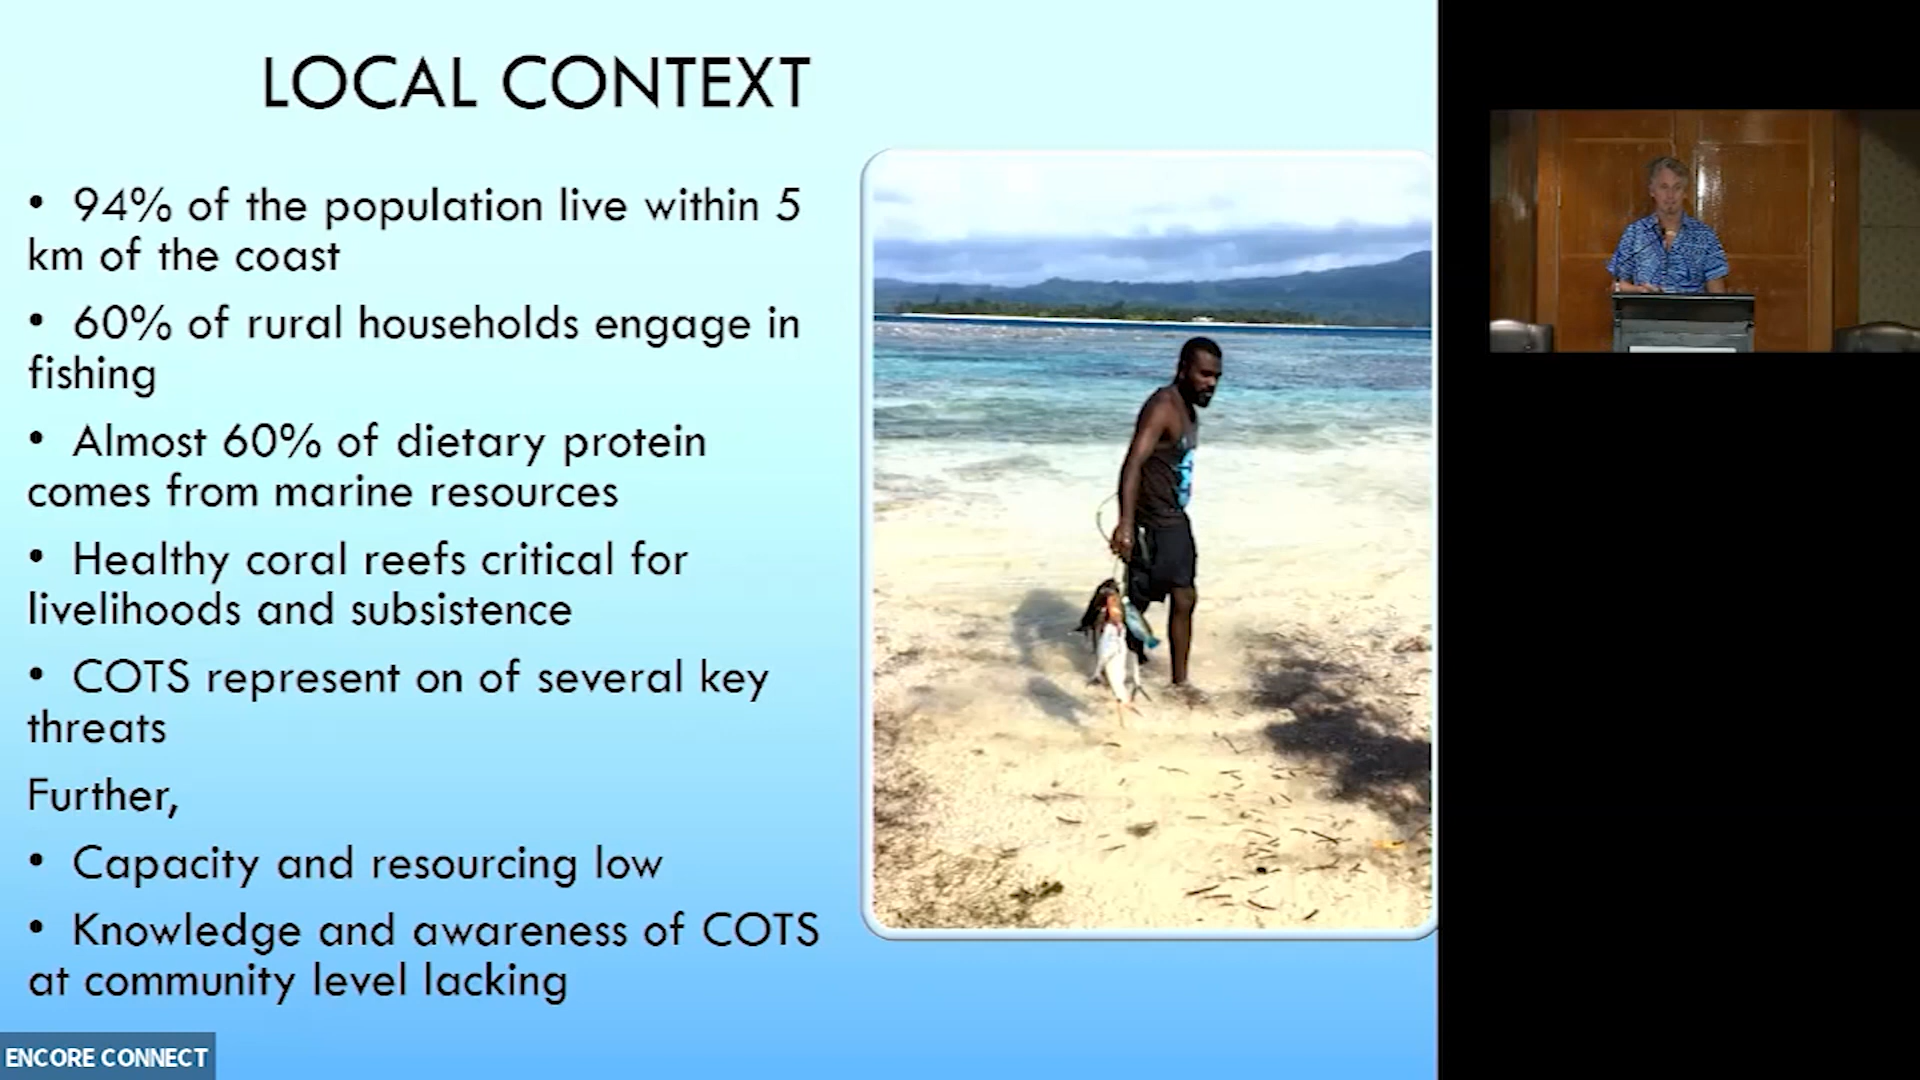 LOCAL CONTEXT
• 94% of the population live within 5
km of the coast
• 60% of rural households engage in
fishing
• Almost 60% of dietary protein
comes from marine resources
• Healthy coral reefs critical for
livelihoods and subsistence
• COTS represent on of several key
threats
Further,
• Capacity and resourcing low
• Knowledge and awareness of COTS
at community level lacking
ENCORE CONNECT